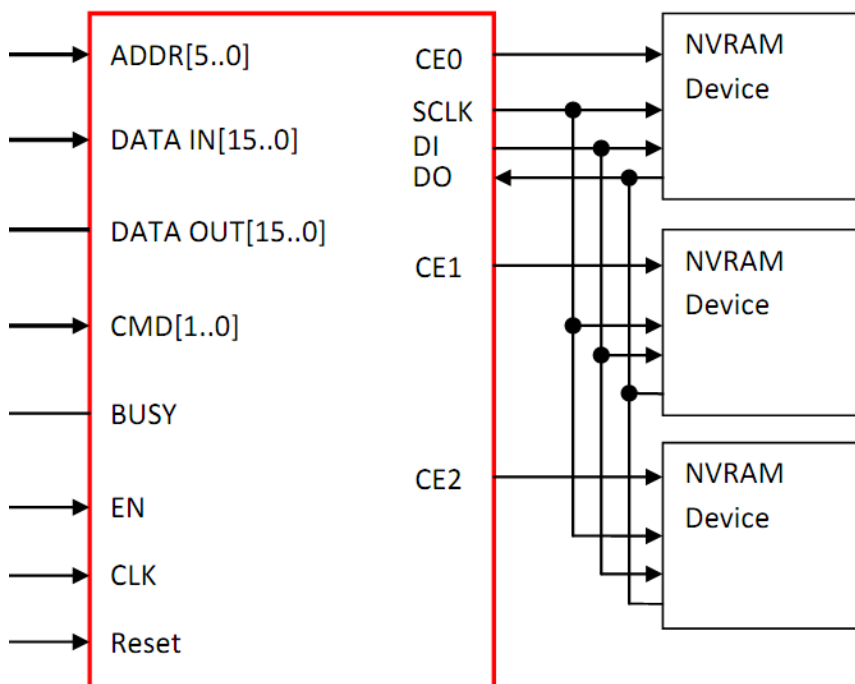 ADDR[5..0]
DATA IN[15..0]
DATA OUT[15..0]
CMD[1..0]
BUSY
EN
CLK
Reset
CE0
SCLK
DI
DO
CE1
CE2
NVRAM
Device
NVRAM
Device
NVRAM
Device